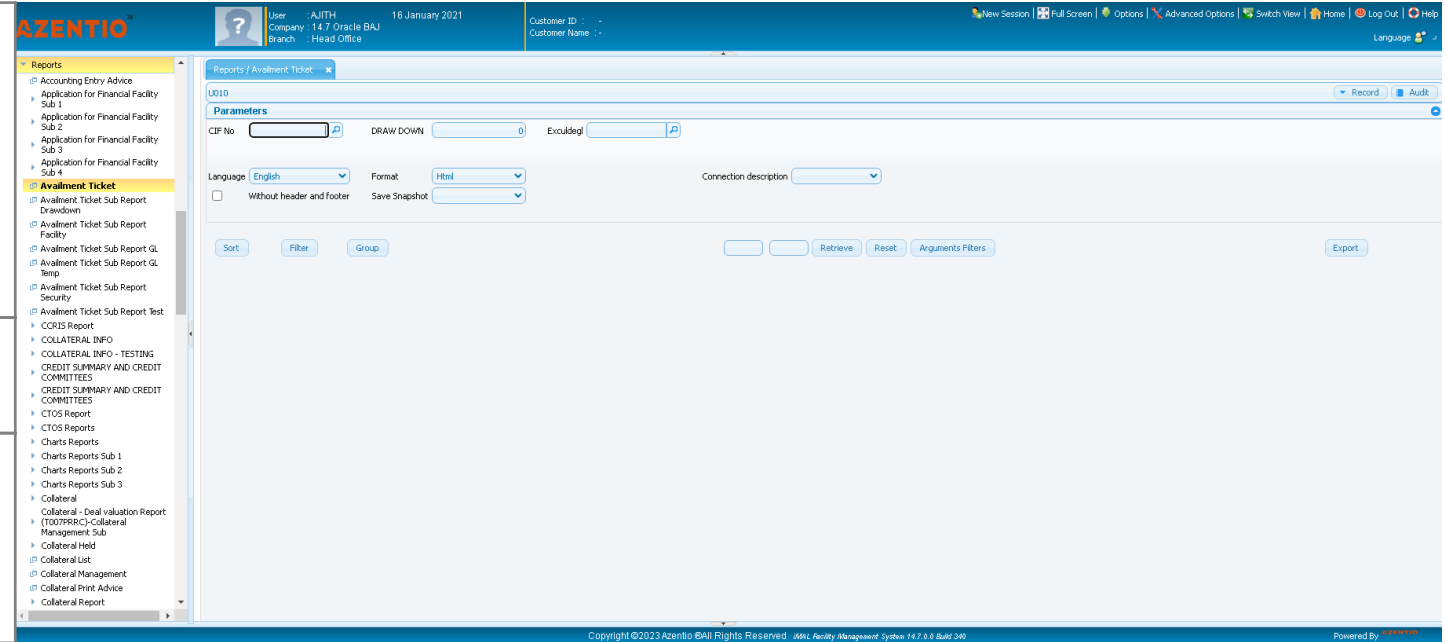 AZENTIO
User : AJITH 16 January 2021
Company : 14.7 Oracle BAJ
Branch : Head Office
Customer ID : -
Customer Name : -
New Session | Full Screen | Options | Advanced Options | Switch View | Home | Log Out | Help
Language
Reports
Accounting Entry Advice
Application for Financial Facility
Sub 1
Application for Financial Facility
Sub 2
Application for Financial Facility
Sub 3
Application for Financial Facility
Sub 4
Availment Ticket
Availment Ticket Sub Report
Drawdown
Availment Ticket Sub Report
Facility
Availment Ticket Sub Report GL
Availment Ticket Sub Report GL
Temp
Availment Ticket Sub Report
Security
Availment Ticket Sub Report Test
CCRIS Report
COLLATERAL INFO
COLLATERAL INFO - TESTING
CREDIT SUMMARY AND CREDIT
COMMITTEES
CREDIT SUMMARY AND CREDIT
COMMITTEES
CTOS Report
CTOS Reports
Charts Reports
Charts Reports Sub 1
Charts Reports Sub 2
Charts Reports Sub 3
Collateral
Collateral - Deal valuation Report
(T007PRRC)-Collateral
Management Sub
Collateral Held
Collateral List
Collateral Management
Collateral Print Advice
Collateral Report
Reports / Availment Ticket
U010
Record Audit
Parameters
CIF No DRAW DOWN 0 Exculdegl
Language English Format Html Connection description
Without header and footer Save Snapshot
Sort Filter Group Retrieve Reset Arguments Filters Export
Copyright ©2023 Azentio ®All Rights Reserved iMAL Facility Management System 14.7.0.0 Build 340
Powered By AZENTIO